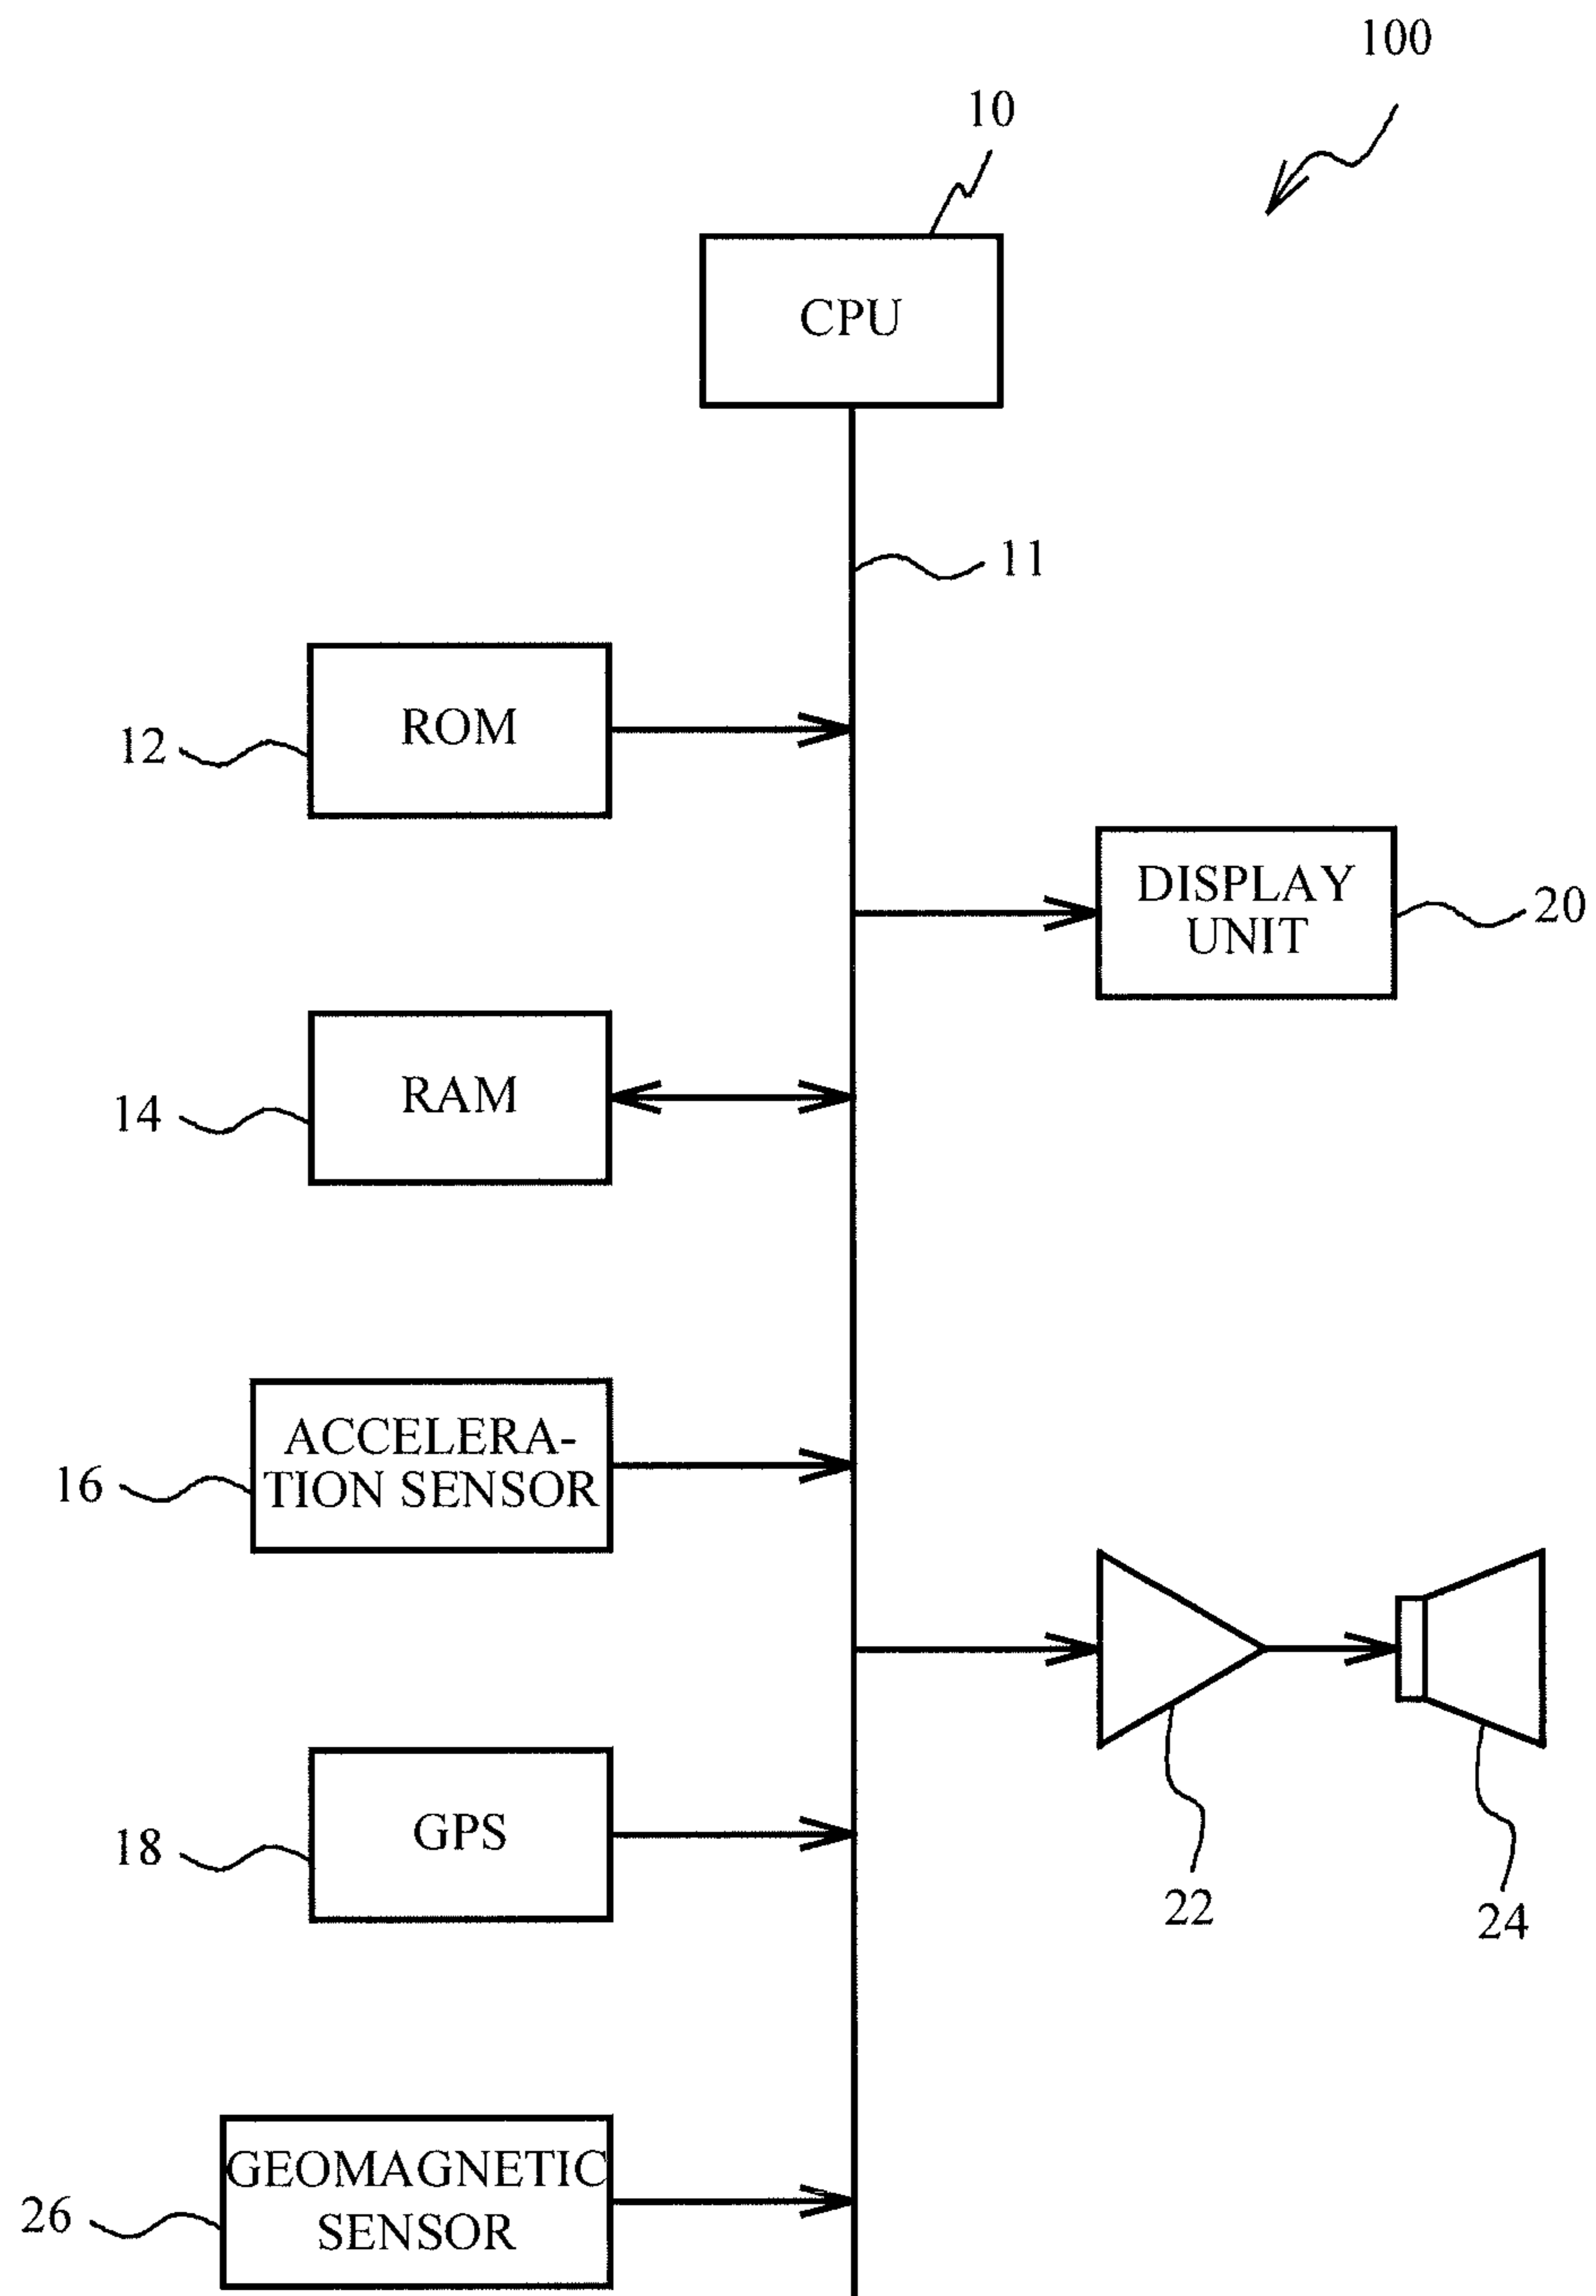 100
10
CPU
11
ROM
12
DISPLAY
UNIT
20
RAM
14
ACCELERA-
TION SENSOR
16
GPS
18
22
24
GEOMAGNETIC
SENSOR
26